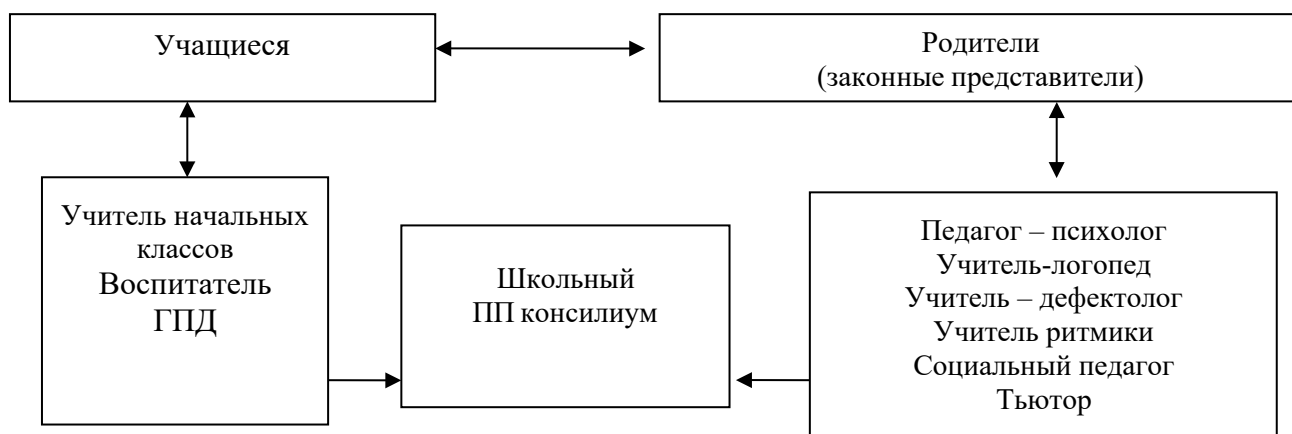 Учащиеся
Родители
(законные представители)
Учитель начальных
классов
Воспитатель
ГПД
Школьный
ПП консилиум
Педагог – психолог
Учитель-логопед
Учитель – дефектолог
Учитель ритмики
Социальный педагог
Тьютор